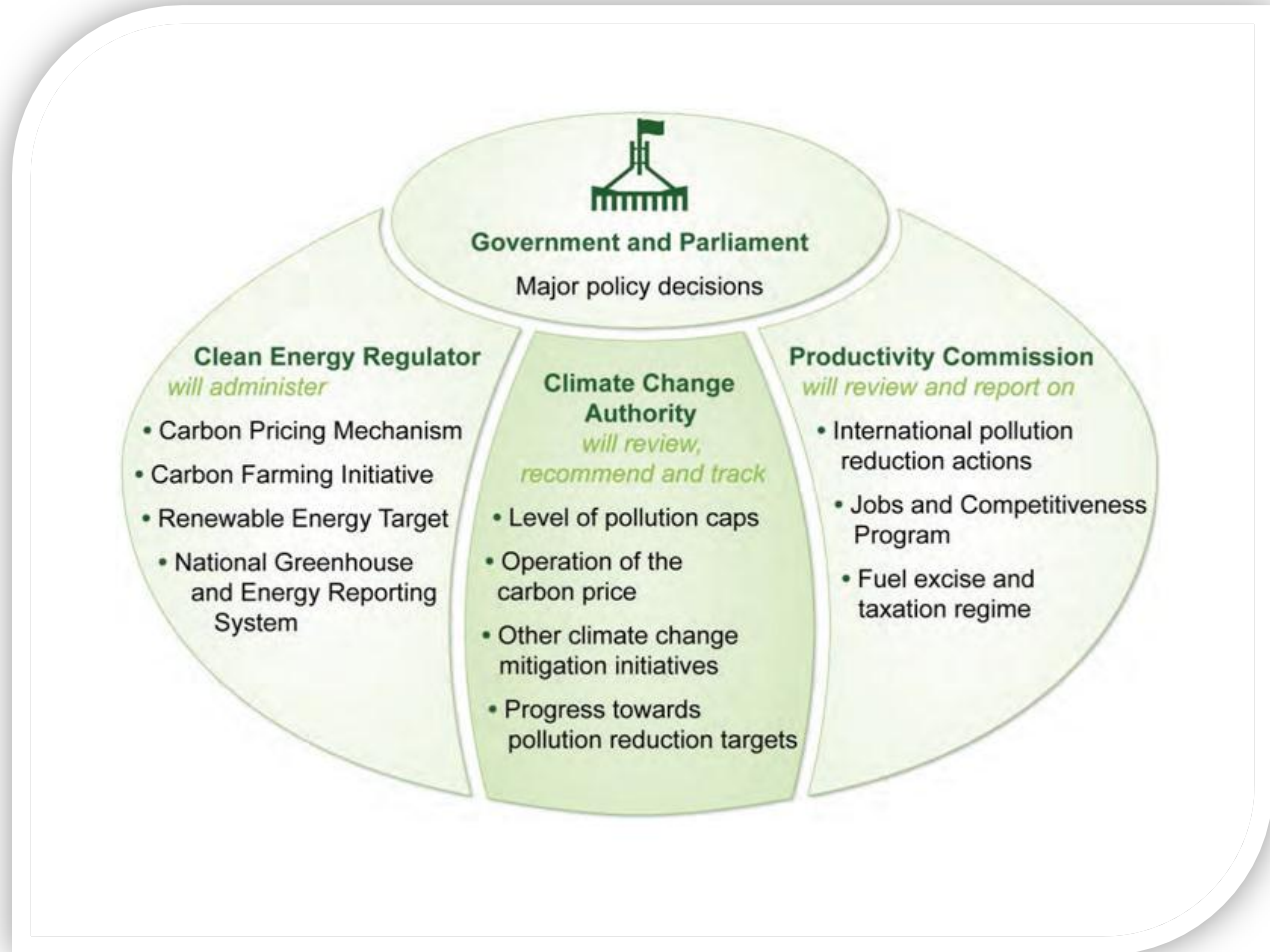 Government and Parliament
Major policy decisions
Clean Energy Regulator
will administer
• Carbon Pricing Mechanism
• Carbon Farming Initiative
• Renewable Energy Target
• National Greenhouse
and Energy Reporting
System
Climate Change
Authority
will review,
recommend and track
• Level of pollution caps
• Operation of the
carbon price
• Other climate change
mitigation initiatives
• Progress towards
pollution reduction targets
Productivity Commission
will review and report on
• International pollution
reduction actions
• Jobs and Competitiveness
Program
• Fuel excise and
taxation regime